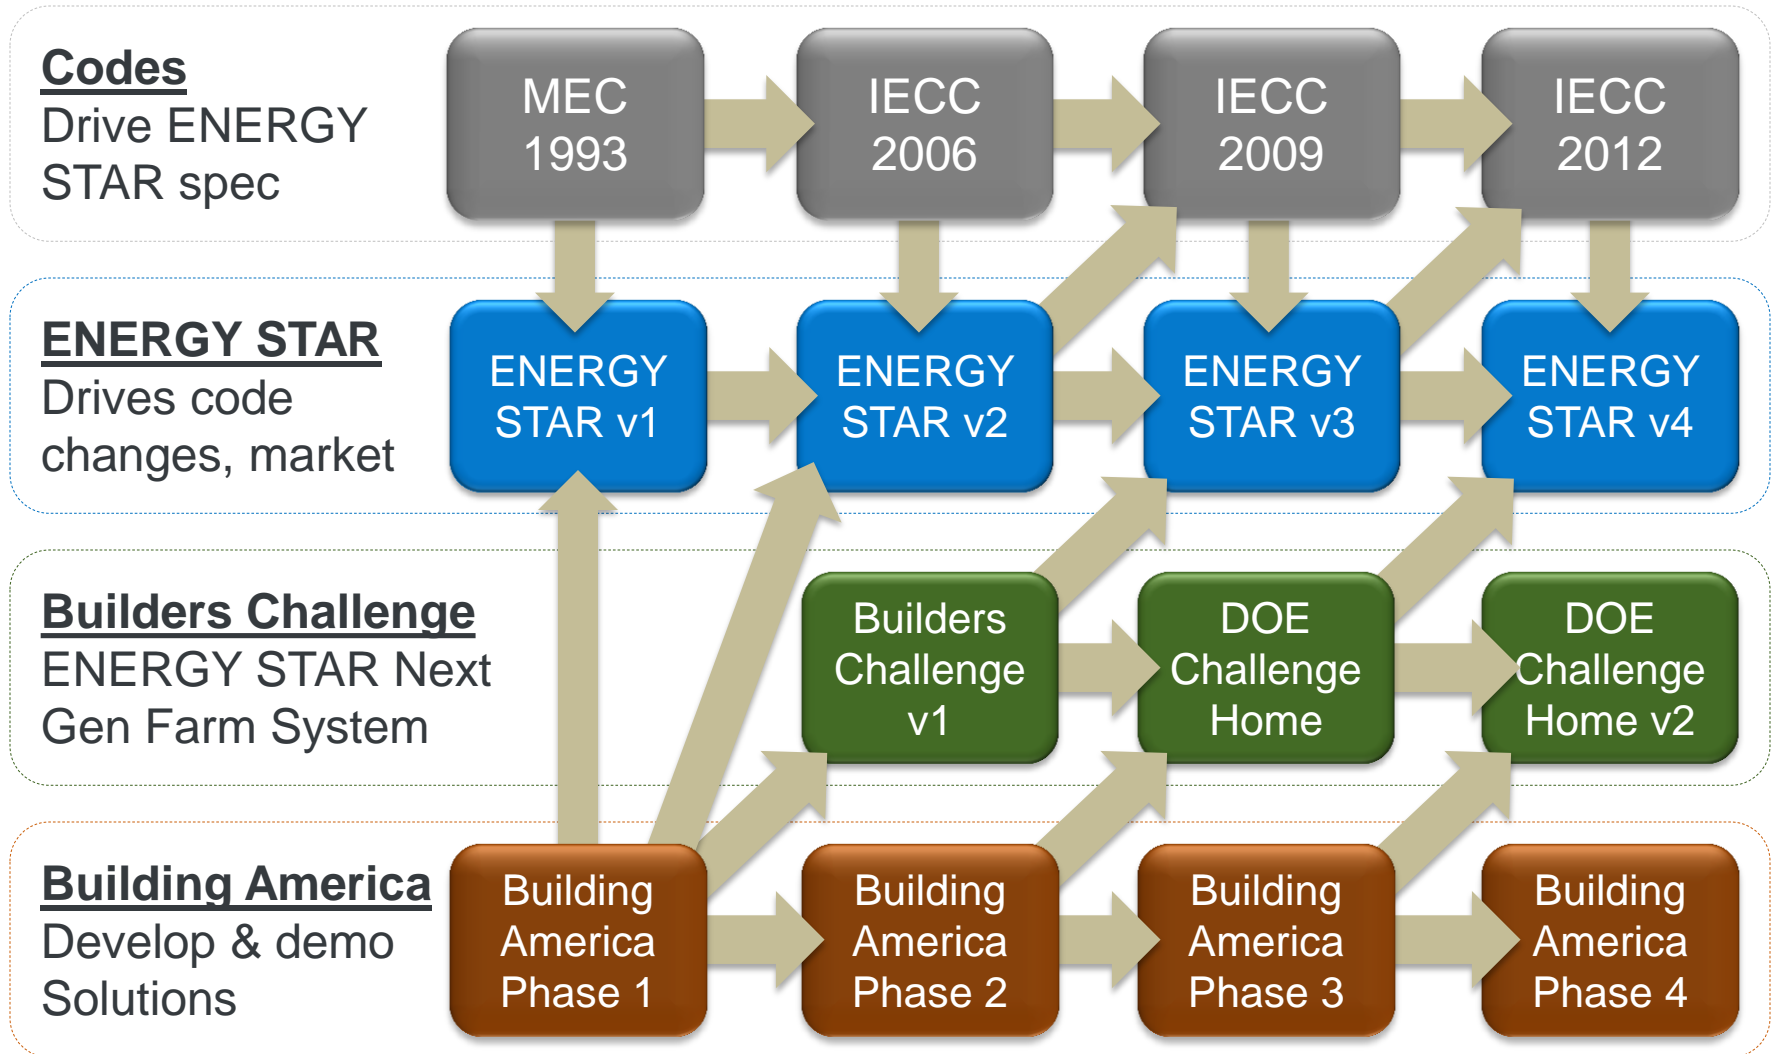 Codes
Drive ENERGY
STAR spec
MEC
1993
IECC
2006
IECC
2009
IECC
2012
ENERGY STAR
Drives code
changes, market
ENERGY
STAR v1
ENERGY
STAR v2
ENERGY
STAR v3
ENERGY
STAR v4
Builders Challenge
ENERGY STAR Next
Gen Farm System
Builders
Challenge
v1
DOE
Challenge
Home
DOE
Challenge
Home v2
Building America
Develop & demo
Solutions
Building
America
Phase 1
Building
America
Phase 2
Building
America
Phase 3
Building
America
Phase 4